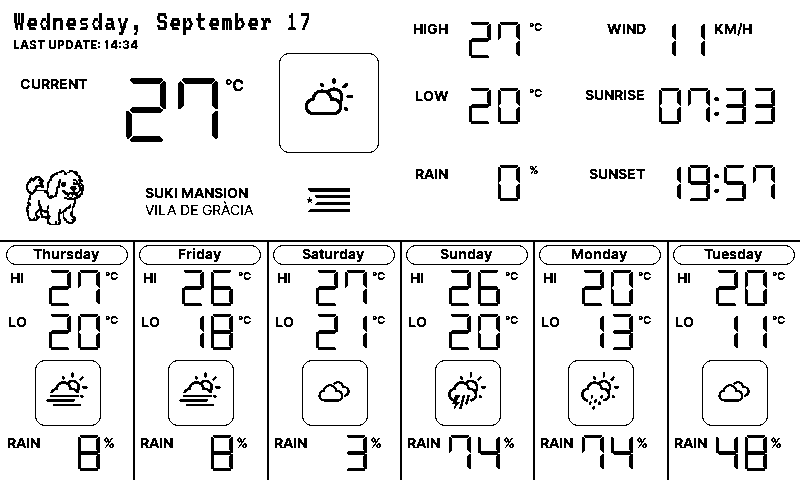 Wednesday, September 17
LAST UPDATE: 14:34
CURRENT 27 °C
SUKI MANSION
VILA DE GRÀCIA
HIGH 27 °C
WIND 11 KM/H
LOW 20 °C
SUNRISE 07:33
RAIN 0 %
SUNSET 19:57
Thursday
HI 27 °C
LO 20 °C
RAIN 8 %
Friday
HI 26 °C
LO 18 °C
RAIN 8 %
Saturday
HI 27 °C
LO 21 °C
RAIN 3 %
Sunday
HI 26 °C
LO 20 °C
RAIN 74 %
Monday
HI 20 °C
LO 13 °C
RAIN 74 %
Tuesday
HI 20 °C
LO 11 °C
RAIN 48 %